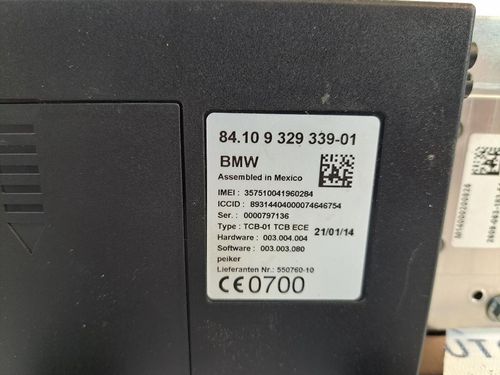 84.10 9 329 339-01
BMW
Assembled in Mexico
IMEI : 357510041960284
ICCID : 89314404000074646754
Ser. : 0000797136
Type : TCB-01 TCB ECE 21/01/14
Hardware : 003.004.004
Software : 003.003.080
peiker
Lieferanten Nr.: 550760-10
CE0700
M14000200826